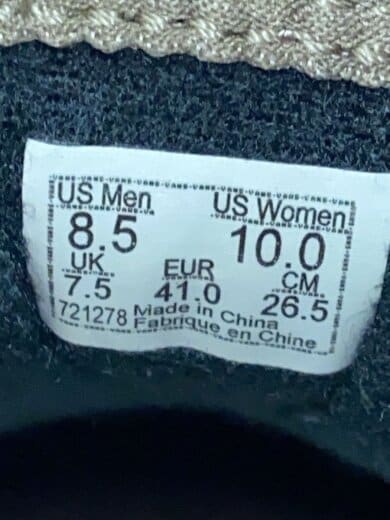 US Men US Women
8.5 10.0
UK EUR CM
7.5 41.0 26.5
721278 Made in China
Fabrique en Chine